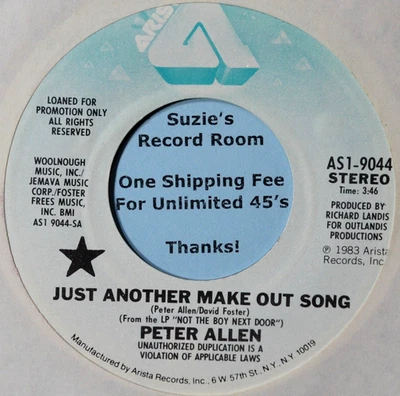 ARIS
LOANED FOR
PROMOTION ONLY
ALL RIGHTS
RESERVED
WOOLNOUGH
MUSIC, INC./
JEMAVA MUSIC
CORP./FOSTER
FREES MUSIC,
INC. BMI
AS1 9044-SA
Suzie's
Record Room
One Shipping Fee
For Unlimited 45's
Thanks!
AS1-9044
STEREO
Time: 3:46
PRODUCED BY
RICHARD LANDIS
FOR OUTLANDIS
PRODUCTIONS
Ⓟ 1983 Arista
Records, Inc.
JUST ANOTHER MAKE OUT SONG
(Peter Allen/David Foster)
(From the LP "NOT THE BOY NEXT DOOR")
PETER ALLEN
UNAUTHORIZED DUPLICATION IS A
VIOLATION OF APPLICABLE LAWS
Manufactured by Arista Records, Inc., 6 W. 57th St., N.Y., N.Y. 10019